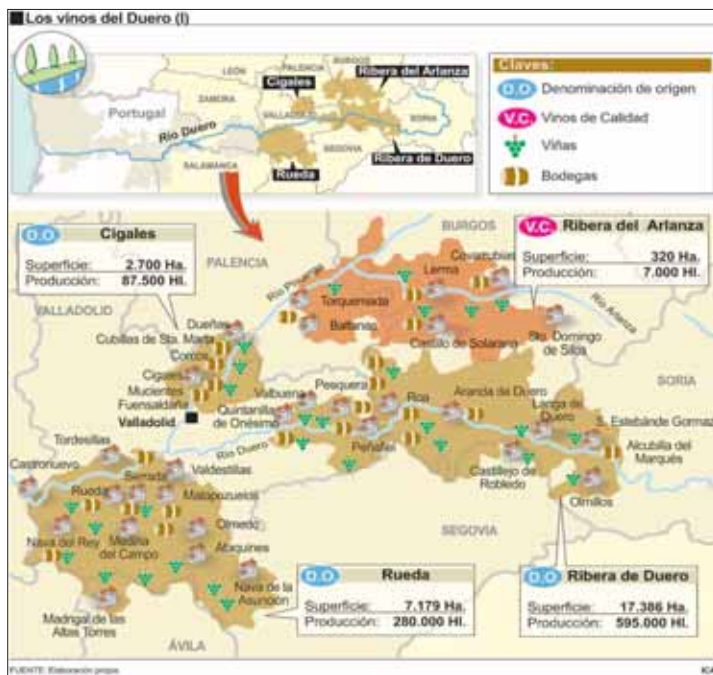 Los vinos del Duero (I)
LEÓN
PALENCIA
BURGOS
Ribera del Arlanza
Cigales
ZAMORA
Portugal
VALLADOLID
SORIA
Río Duero
SALAMANCA
SEGOVIA
Rueda
Ribera de Duero
Claves:
D.O Denominación de origen
V.C. Vinos de Calidad
Viñas
Bodegas
D.O Cigales
Superficie: 2.700 Ha.
Producción: 87.500 Hl.
V.C. Ribera del Arlanza
Superficie: 320 Ha.
Producción: 7.000 Hl.
BURGOS
PALENCIA
VALLADOLID
SORIA
SEGOVIA
ÁVILA
Río Pisuerga
Río Arlanza
Río Duero
Covarrubias
Lerma
Torquemada
Baltanás
Castillo de Solarana
Sto. Domingo
de Silos
Dueñas
Cubillas de Sta. Marta
Corcos
Cigales
Mucientes
Fuensaldaña
Valladolid
Valbuena
Pesquera
Quintanilla
de Onésimo
Peñafiel
Roa
Aranda de Duero
Langa de
Duero
S. Estebánde Gormaz
Alcubilla del
Marqués
Castillejo de
Robledo
Olmillos
Tordesillas
Castronuevo
Serrada
Valdestillas
Rueda
Matapozuelos
Nava del Rey
Medina
del Campo
Olmedo
Ataquines
Nava de la
Asunción
Madrigal de las
Altas Torres
D.O Rueda
Superficie: 7.179 Ha.
Producción: 280.000 Hl.
D.O Ribera de Duero
Superficie: 17.386 Ha.
Producción: 595.000 Hl.
FUENTE: Elaboración propia
ICAL